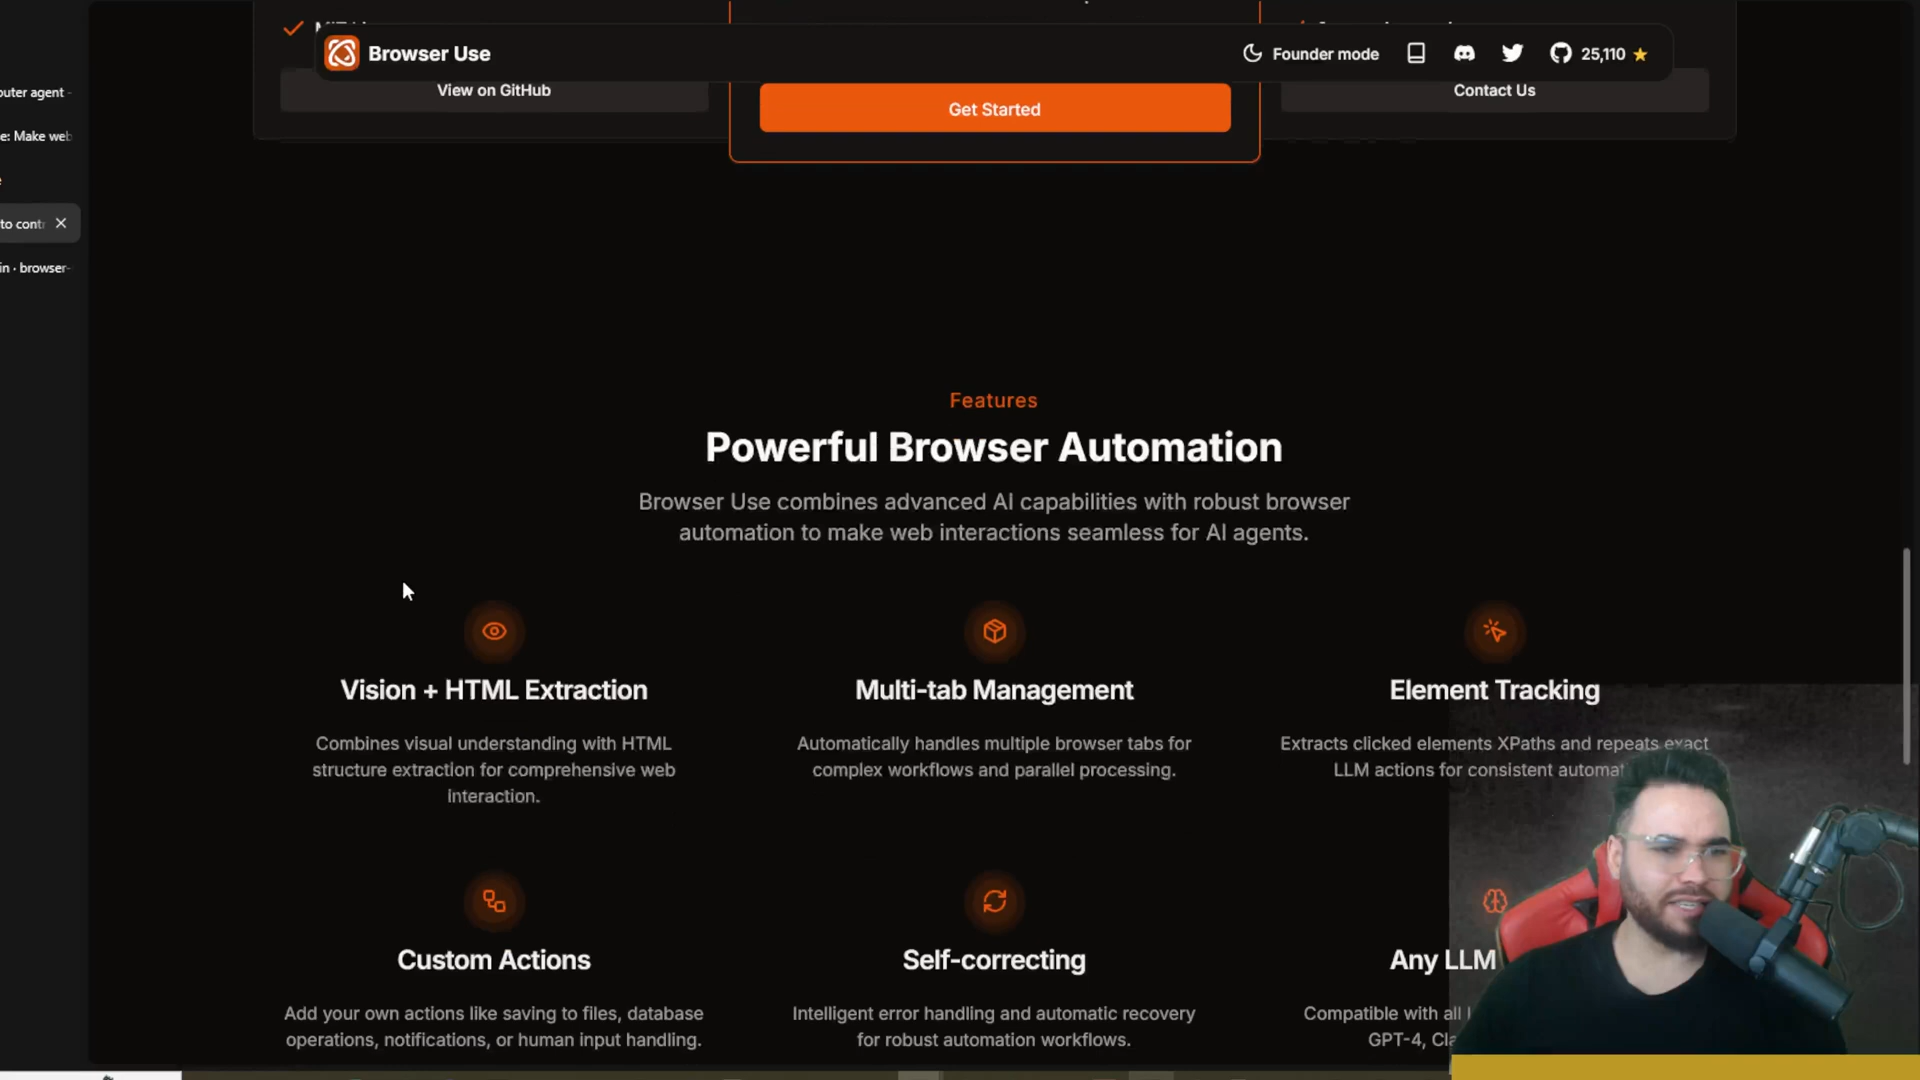 Browser Use
Founder mode
25,110
View on GitHub
Get Started
Contact Us
outer agent -
e: Make web
to contr
in · browser-
Features
Powerful Browser Automation
Browser Use combines advanced AI capabilities with robust browser
automation to make web interactions seamless for AI agents.
Vision + HTML Extraction
Combines visual understanding with HTML
structure extraction for comprehensive web
interaction.
Multi-tab Management
Automatically handles multiple browser tabs for
complex workflows and parallel processing.
Element Tracking
Extracts clicked elements XPaths and repeats exact
LLM actions for consistent automat
Custom Actions
Add your own actions like saving to files, database
operations, notifications, or human input handling.
Self-correcting
Intelligent error handling and automatic recovery
for robust automation workflows.
Any LLM
Compatible with all
GPT-4, Cla